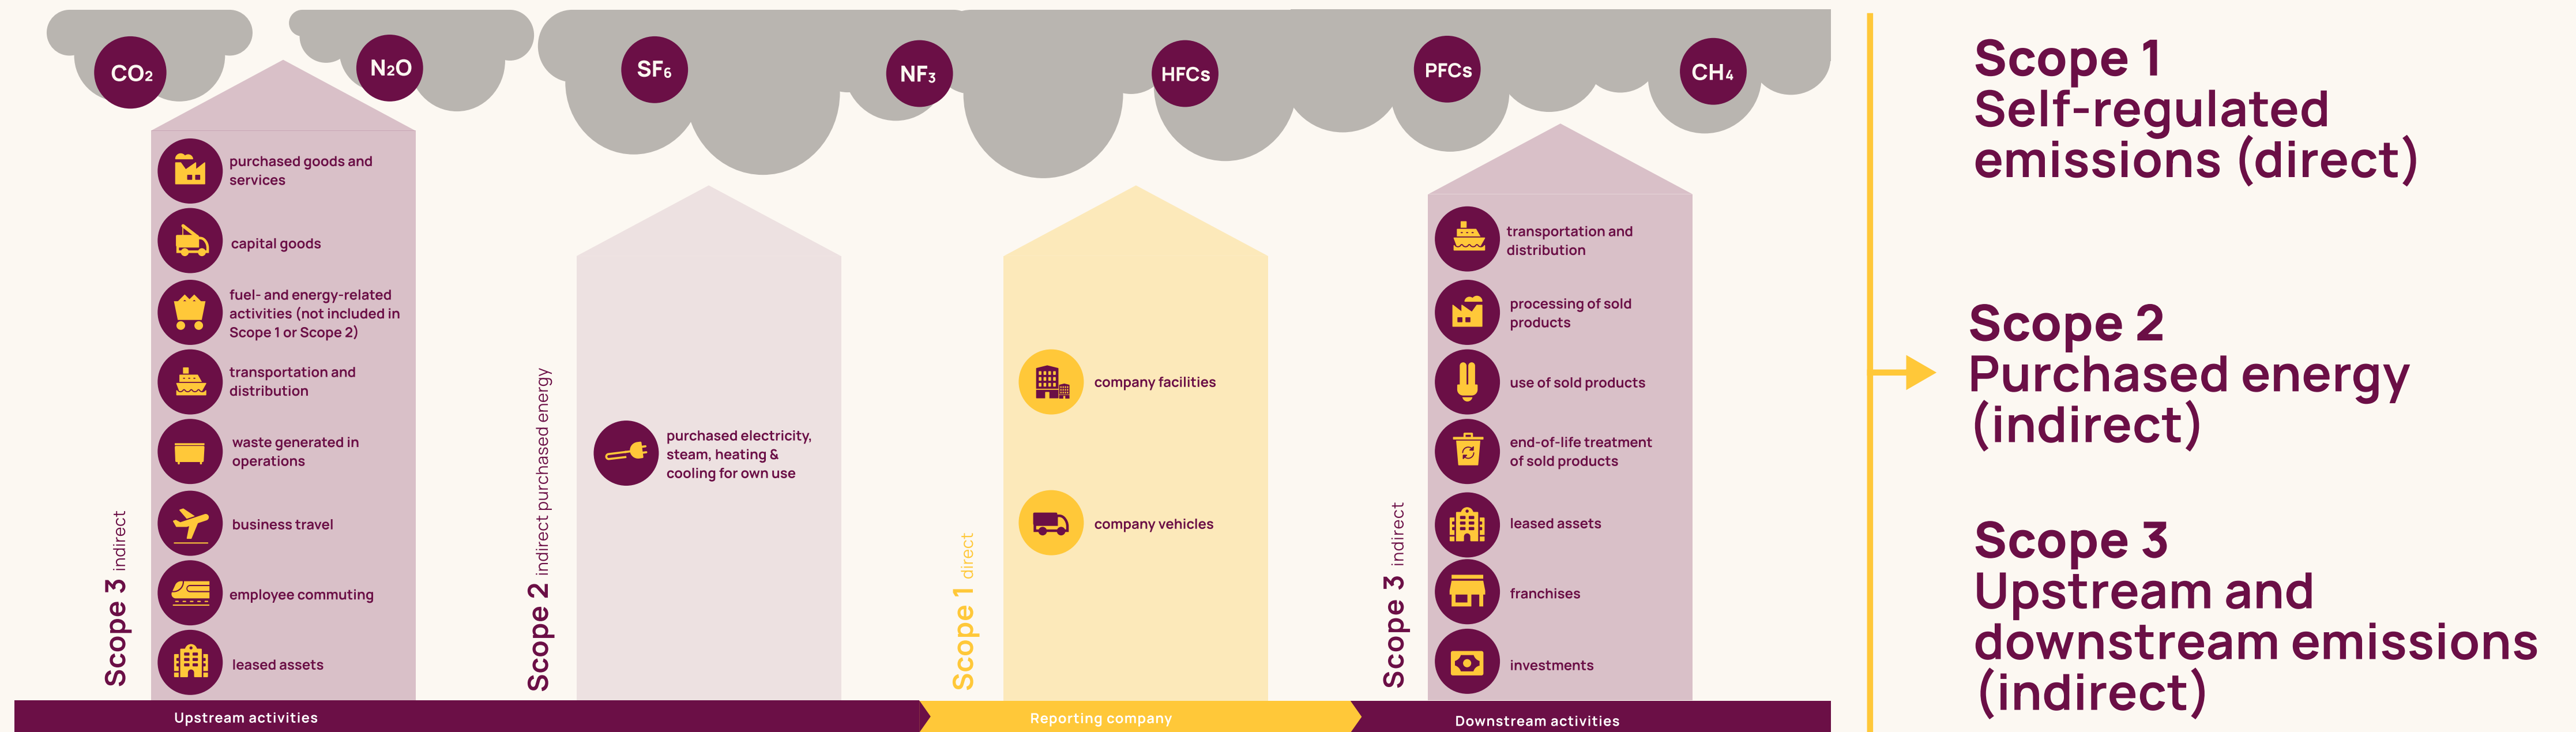 CO₂
N₂O
SF₆
NF₃
HFCs
PFCs
CH₄
Scope 3 indirect
purchased goods and
services
capital goods
fuel- and energy-related
activities (not included in
Scope 1 or Scope 2)
transportation and
distribution
waste generated in
operations
business travel
employee commuting
leased assets
Scope 2 indirect purchased energy
purchased electricity,
steam, heating &
cooling for own use
Scope 1 direct
company facilities
company vehicles
Scope 3 indirect
transportation and
distribution
processing of sold
products
use of sold products
end-of-life treatment
of sold products
leased assets
franchises
investments
Upstream activities
Reporting company
Downstream activities
Scope 1
Self-regulated
emissions (direct)
Scope 2
Purchased energy
(indirect)
Scope 3
Upstream and
downstream emissions
(indirect)